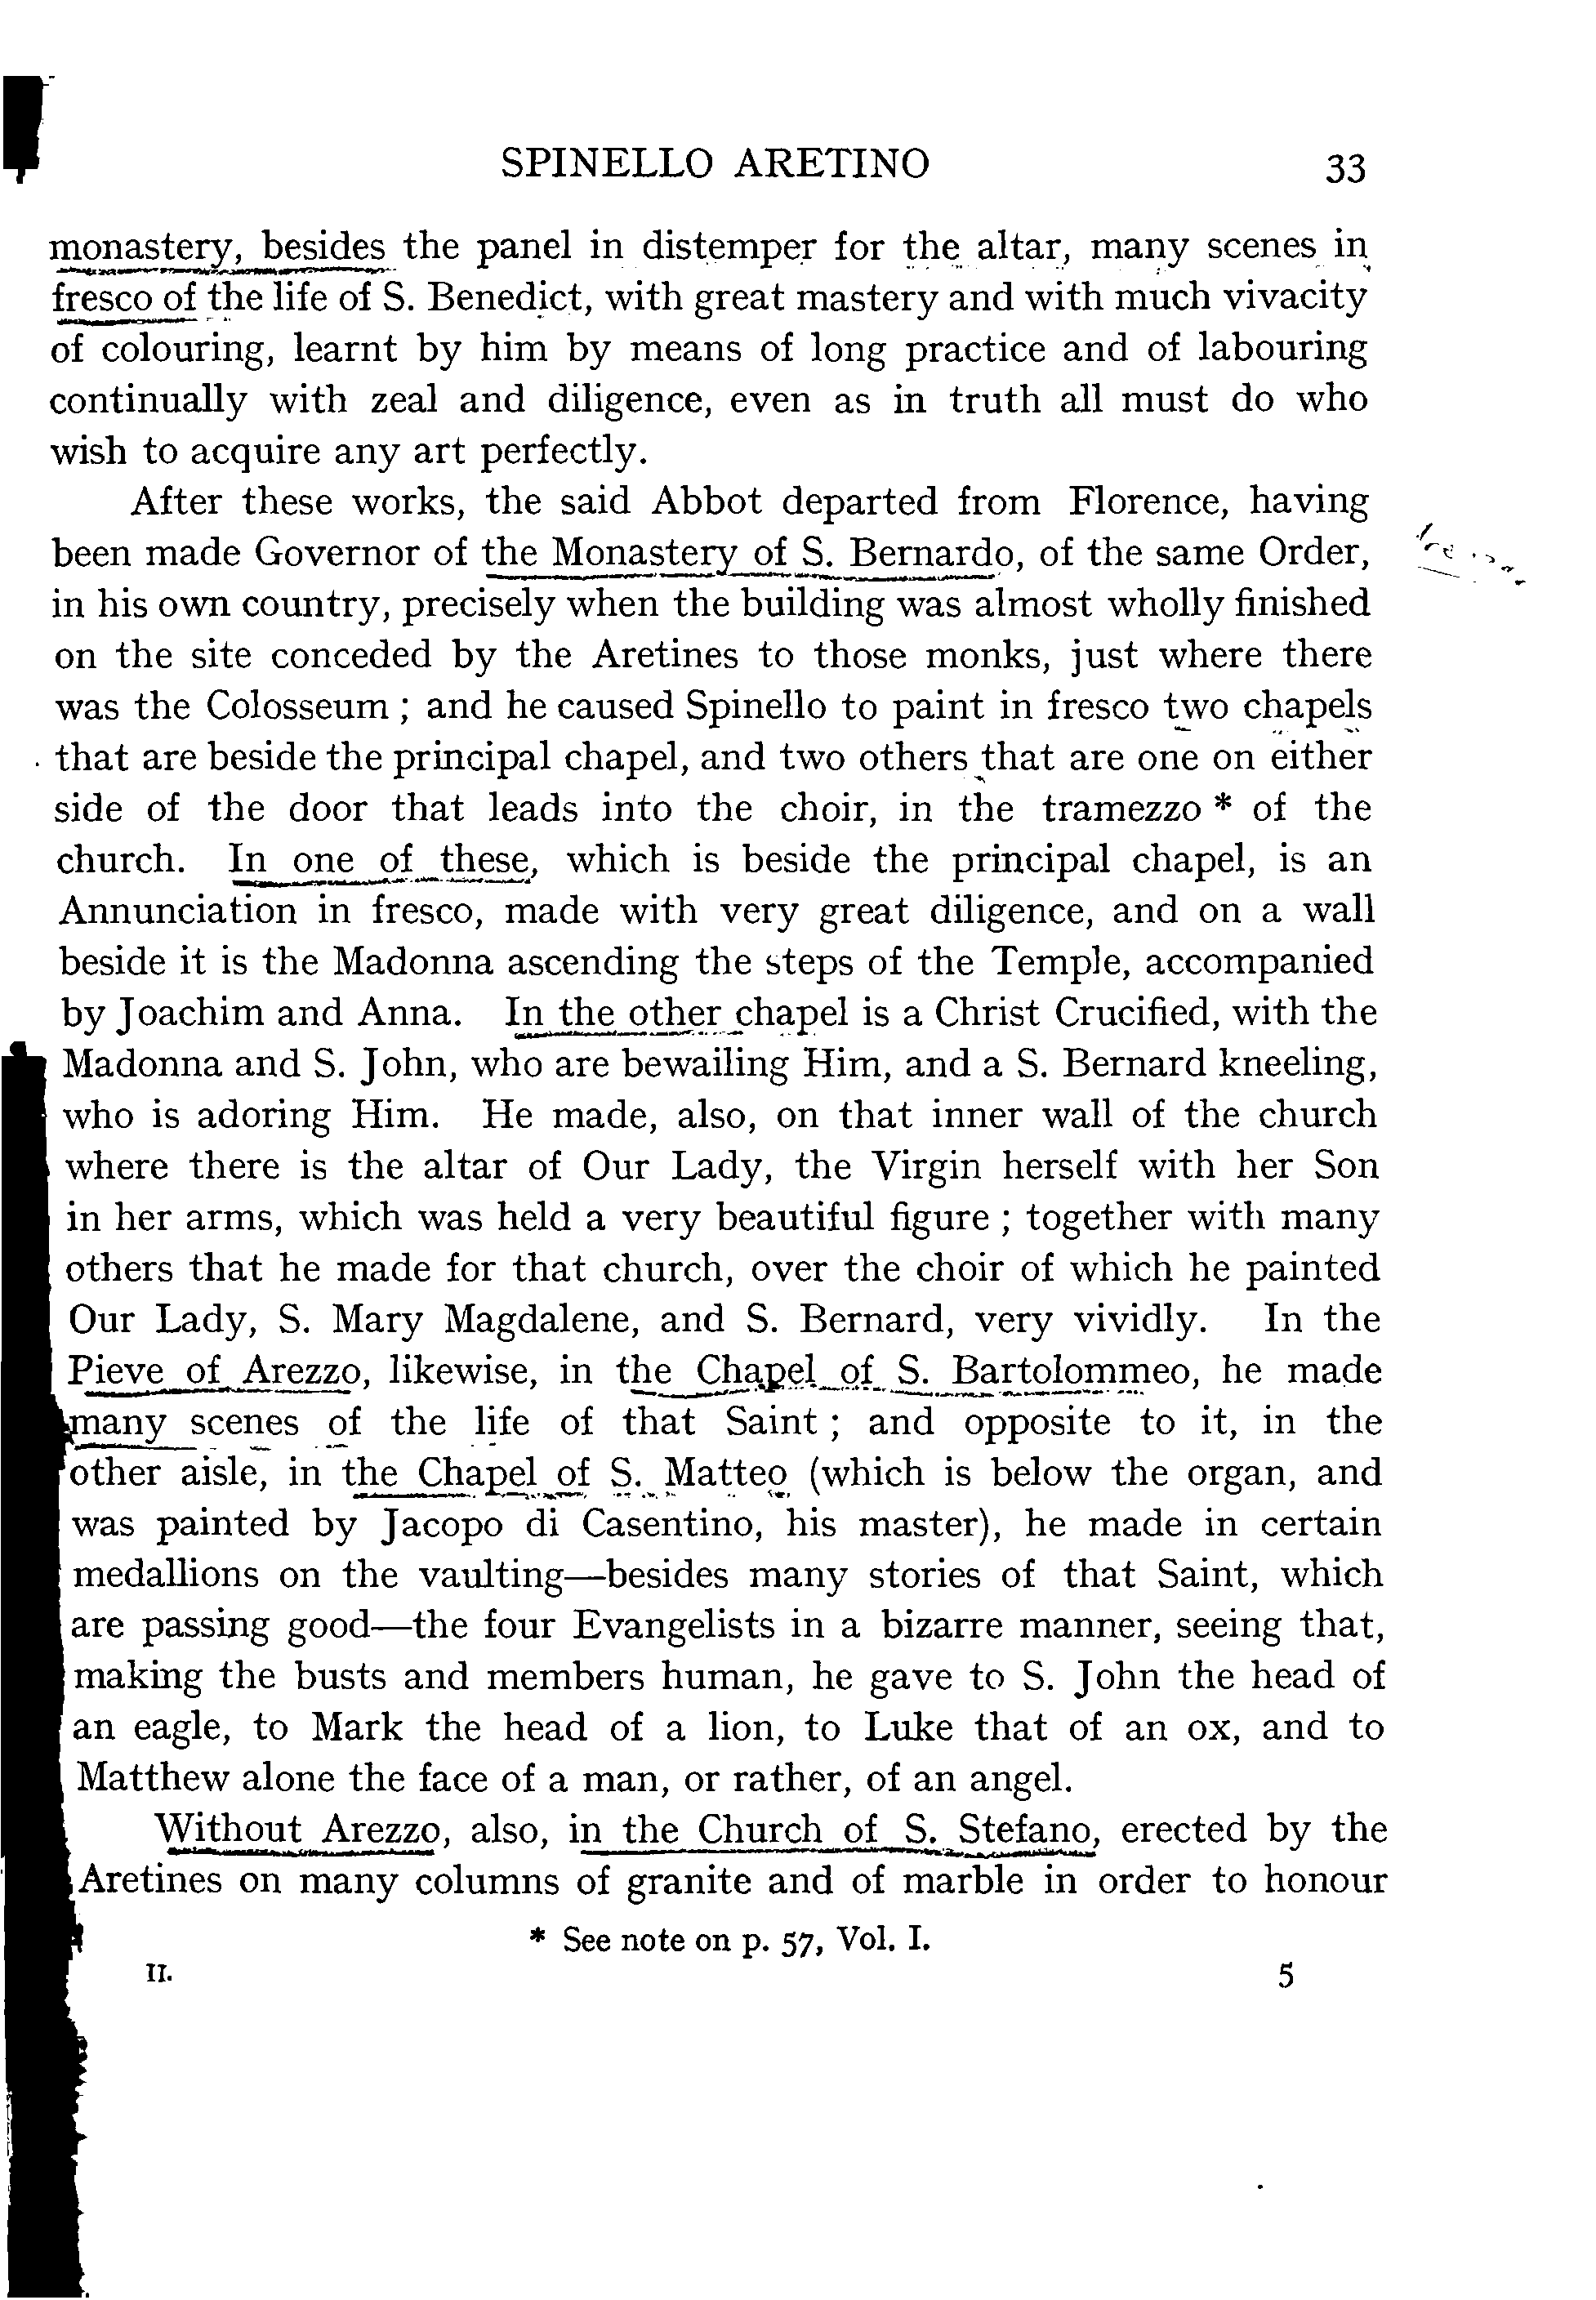 SPINELLO ARETINO 33
monastery, besides the panel in distemper for the altar, many scenes in
fresco of the life of S. Benedict, with great mastery and with much vivacity
of colouring, learnt by him by means of long practice and of labouring
continually with zeal and diligence, even as in truth all must do who
wish to acquire any art perfectly.
After these works, the said Abbot departed from Florence, having
been made Governor of the Monastery of S. Bernardo, of the same Order,
in his own country, precisely when the building was almost wholly finished
on the site conceded by the Aretines to those monks, just where there
was the Colosseum ; and he caused Spinello to paint in fresco two chapels
that are beside the principal chapel, and two others that are one on either
side of the door that leads into the choir, in the tramezzo * of the
church. In one of these, which is beside the principal chapel, is an
Annunciation in fresco, made with very great diligence, and on a wall
beside it is the Madonna ascending the steps of the Temple, accompanied
by Joachim and Anna. In the other chapel is a Christ Crucified, with the
Madonna and S. John, who are bewailing Him, and a S. Bernard kneeling,
who is adoring Him. He made, also, on that inner wall of the church
where there is the altar of Our Lady, the Virgin herself with her Son
in her arms, which was held a very beautiful figure ; together with many
others that he made for that church, over the choir of which he painted
Our Lady, S. Mary Magdalene, and S. Bernard, very vividly. In the
Pieve of Arezzo, likewise, in the Chapel of S. Bartolommeo, he made
many scenes of the life of that Saint ; and opposite to it, in the
other aisle, in the Chapel of S. Matteo (which is below the organ, and
was painted by Jacopo di Casentino, his master), he made in certain
medallions on the vaulting—besides many stories of that Saint, which
are passing good—the four Evangelists in a bizarre manner, seeing that,
making the busts and members human, he gave to S. John the head of
an eagle, to Mark the head of a lion, to Luke that of an ox, and to
Matthew alone the face of a man, or rather, of an angel.
Without Arezzo, also, in the Church of S. Stefano, erected by the
Aretines on many columns of granite and of marble in order to honour
* See note on p. 57, Vol. I.
II. 5